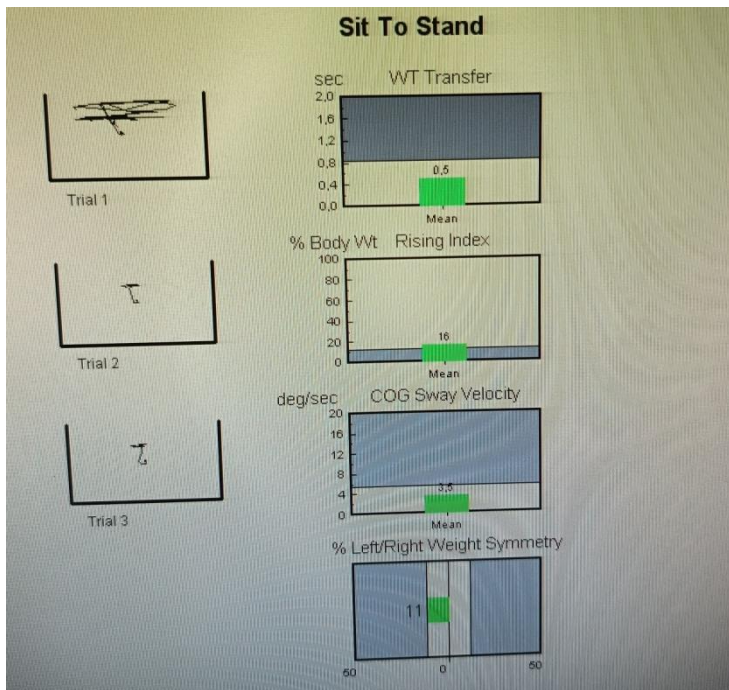 Sit To Stand
sec WT Transfer
2,0
1,6
1,2
0,8
0,4
0,0
0,5
Mean
Trial 1
% Body Wt Rising Index
100
80
60
40
20
0
16
Mean
Trial 2
deg/sec COG Sway Velocity
20
16
12
8
4
0
3,5
Mean
Trial 3
% Left/Right Weight Symmetry
11
50 0 50